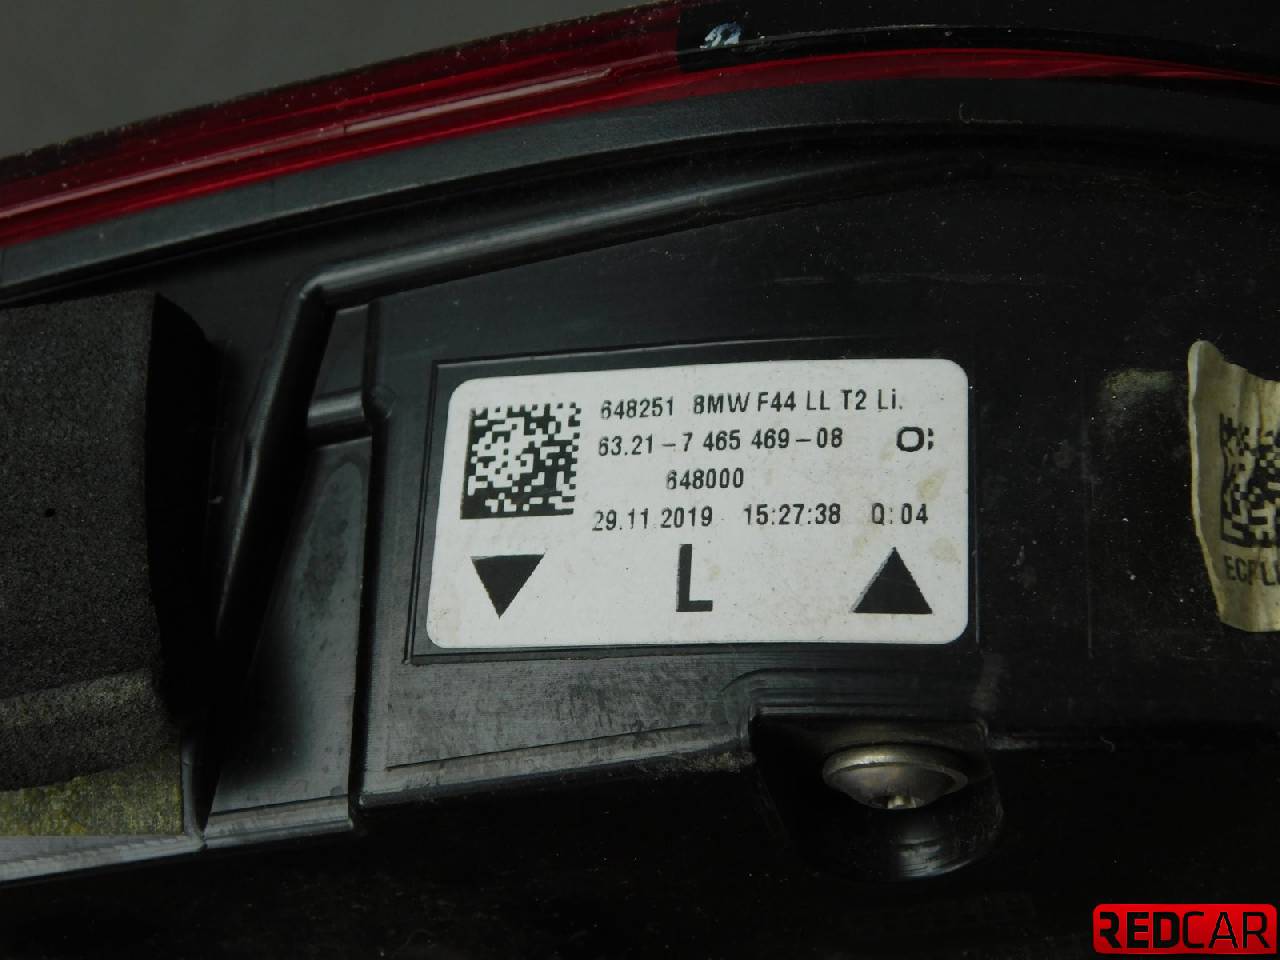 648251 BMW F44 LL T2 Li.
63.21-7 465 469-08 O;
648000
29.11.2019 15:27:38 Q:04
L
REDCAR